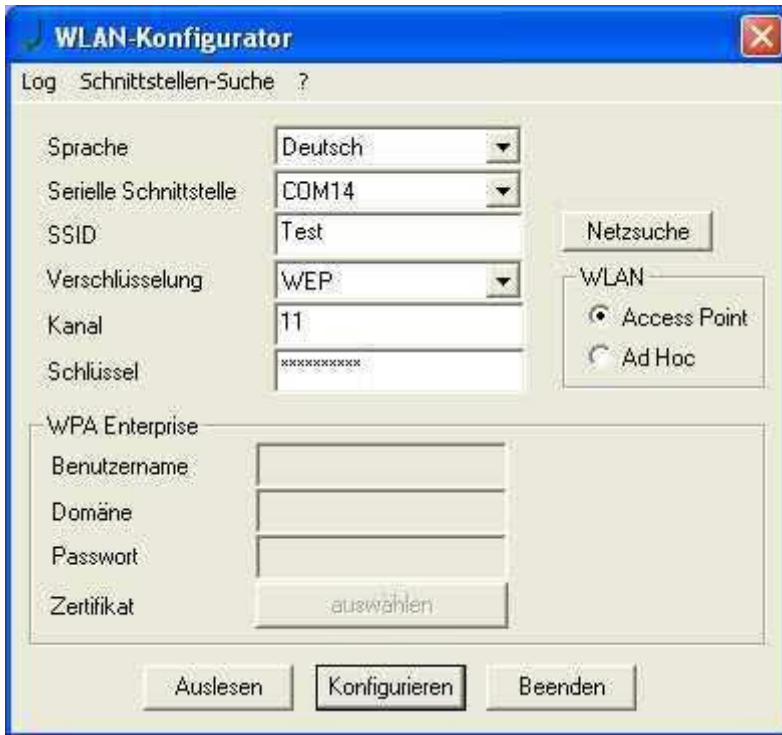 WLAN-Konfigurator
Log Schnittstellen-Suche ?
Sprache Deutsch
Serielle Schnittstelle COM14
SSID Test Netzsuche
Verschlüsselung WEP WLAN
Kanal 11 Access Point
Schlüssel ********** Ad Hoc
WPA Enterprise
Benutzername
Domäne
Passwort
Zertifikat auswählen
Auslesen Konfigurieren Beenden